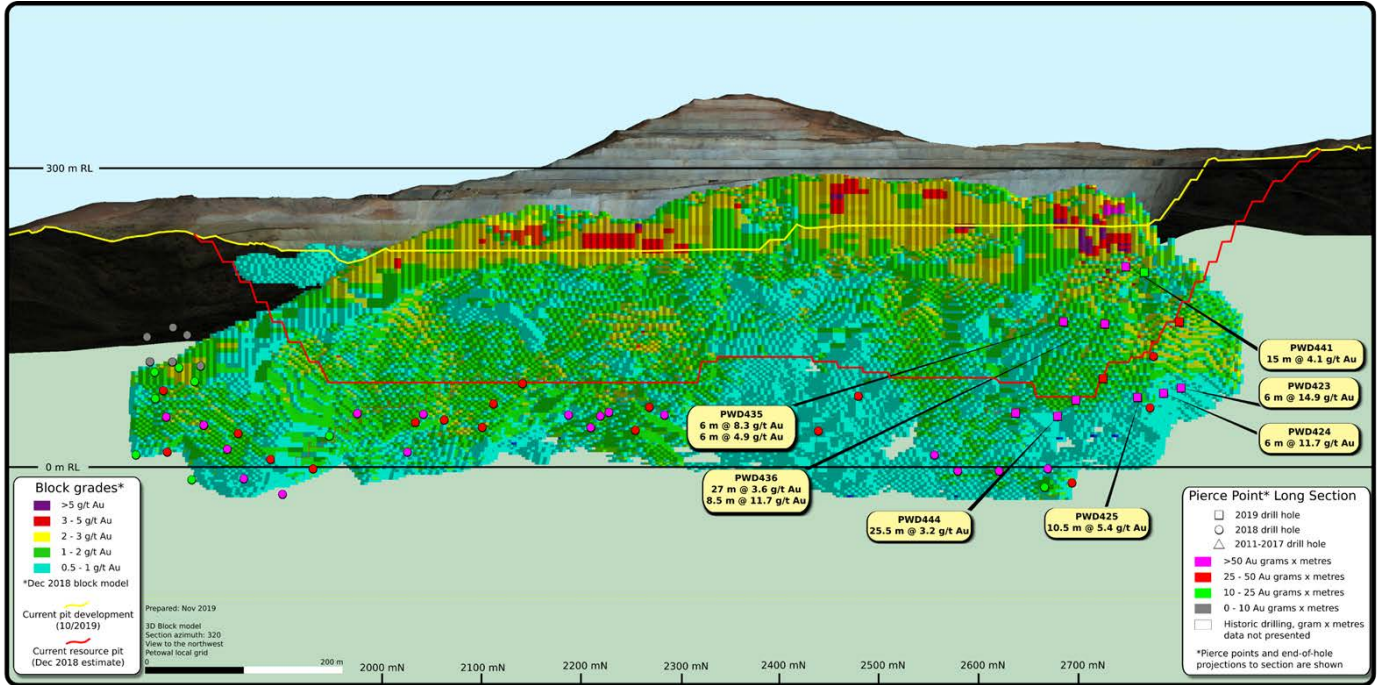 300 m RL
PWD441
15 m @ 4.1 g/t Au
PWD423
6 m @ 14.9 g/t Au
PWD435
6 m @ 8.3 g/t Au
6 m @ 4.9 g/t Au
PWD424
6 m @ 11.7 g/t Au
0 m RL
PWD436
27 m @ 3.6 g/t Au
8.5 m @ 11.7 g/t Au
PWD444
25.5 m @ 3.2 g/t Au
PWD425
10.5 m @ 5.4 g/t Au
Block grades*
>5 g/t Au
3 - 5 g/t Au
2 - 3 g/t Au
1 - 2 g/t Au
0.5 - 1 g/t Au
*Dec 2018 block model
Current pit development
(10/2019)
Current resource pit
(Dec 2018 estimate)
Prepared: Nov 2019
3D Block model
Section azimuth: 320
View to the northwest
Petowal local grid
0
200 m
2000 mN
2100 mN
2200 mN
2300 mN
2400 mN
2500 mN
2600 mN
2700 mN
Pierce Point* Long Section
2019 drill hole
2018 drill hole
2011-2017 drill hole
>50 Au grams x metres
25 - 50 Au grams x metres
10 - 25 Au grams x metres
0 - 10 Au grams x metres
Historic drilling, gram x metres
data not presented
*Pierce points and end-of-hole
projections to section are shown